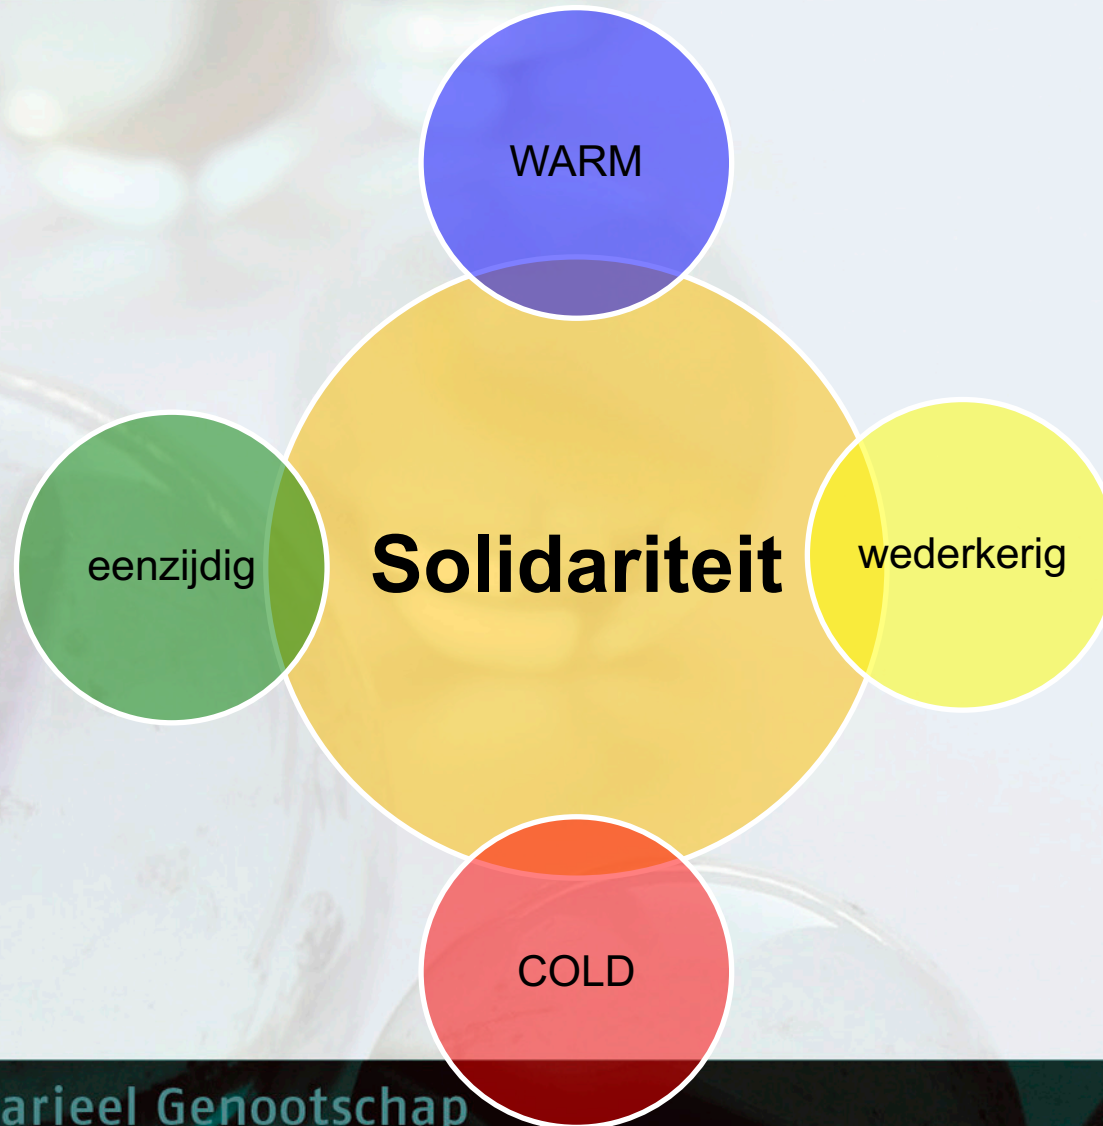 WARM
eenzijdig
Solidariteit
wederkerig
COLD
arieel Genootschap